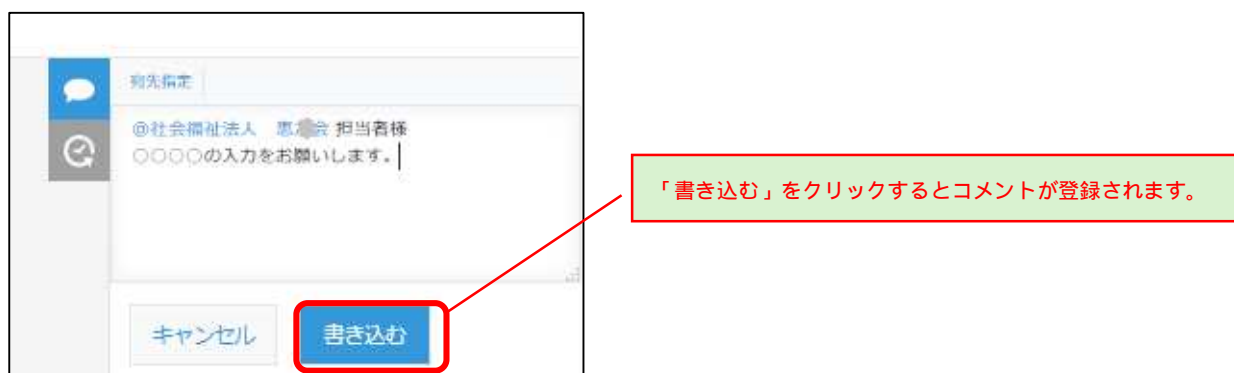 宛先指定
@社会福祉法人　恵 会 担当者様
○○○○の入力をお願いします。
「書き込む」をクリックするとコメントが登録されます。
キャンセル
書き込む